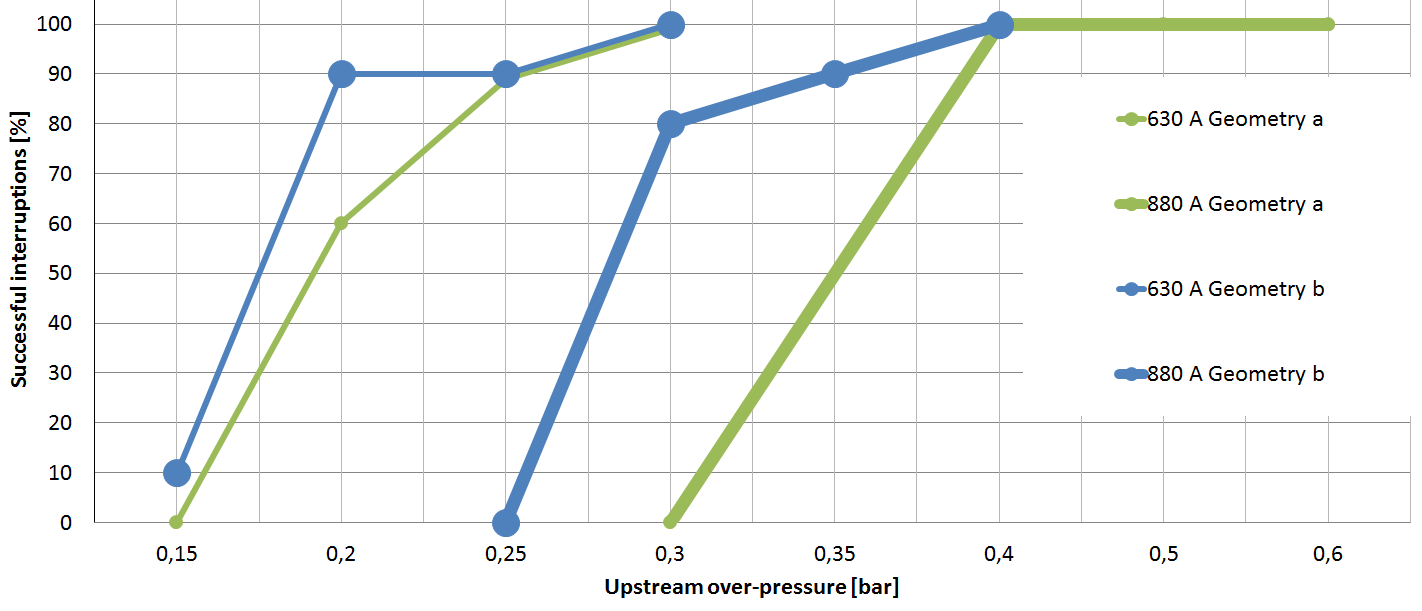 Successful interruptions [%]
100
90
80
70
60
50
40
30
20
10
0
0,15 0,2 0,25 0,3 0,35 0,4 0,5 0,6
Upstream over-pressure [bar]
630 A Geometry a
880 A Geometry a
630 A Geometry b
880 A Geometry b